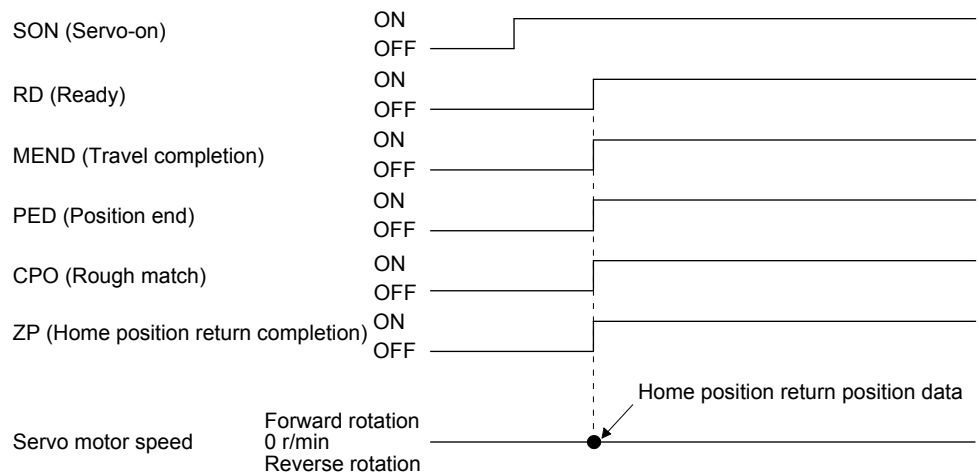 SON (Servo-on)
ON
OFF
RD (Ready)
ON
OFF
MEND (Travel completion)
ON
OFF
PED (Position end)
ON
OFF
CPO (Rough match)
ON
OFF
ZP (Home position return completion)
ON
OFF
Home position return position data
Servo motor speed
Forward rotation
0 r/min
Reverse rotation